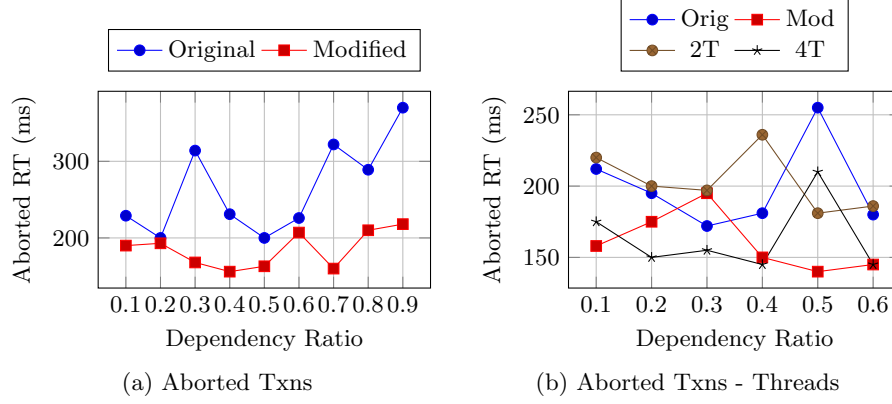 Original Modified
300
200
0.1 0.2 0.3 0.4 0.5 0.6 0.7 0.8 0.9
Aborted RT (ms)
Dependency Ratio
(a) Aborted Txns
Orig Mod
2T 4T
250
200
150
0.1 0.2 0.3 0.4 0.5 0.6
Aborted RT (ms)
Dependency Ratio
(b) Aborted Txns - Threads